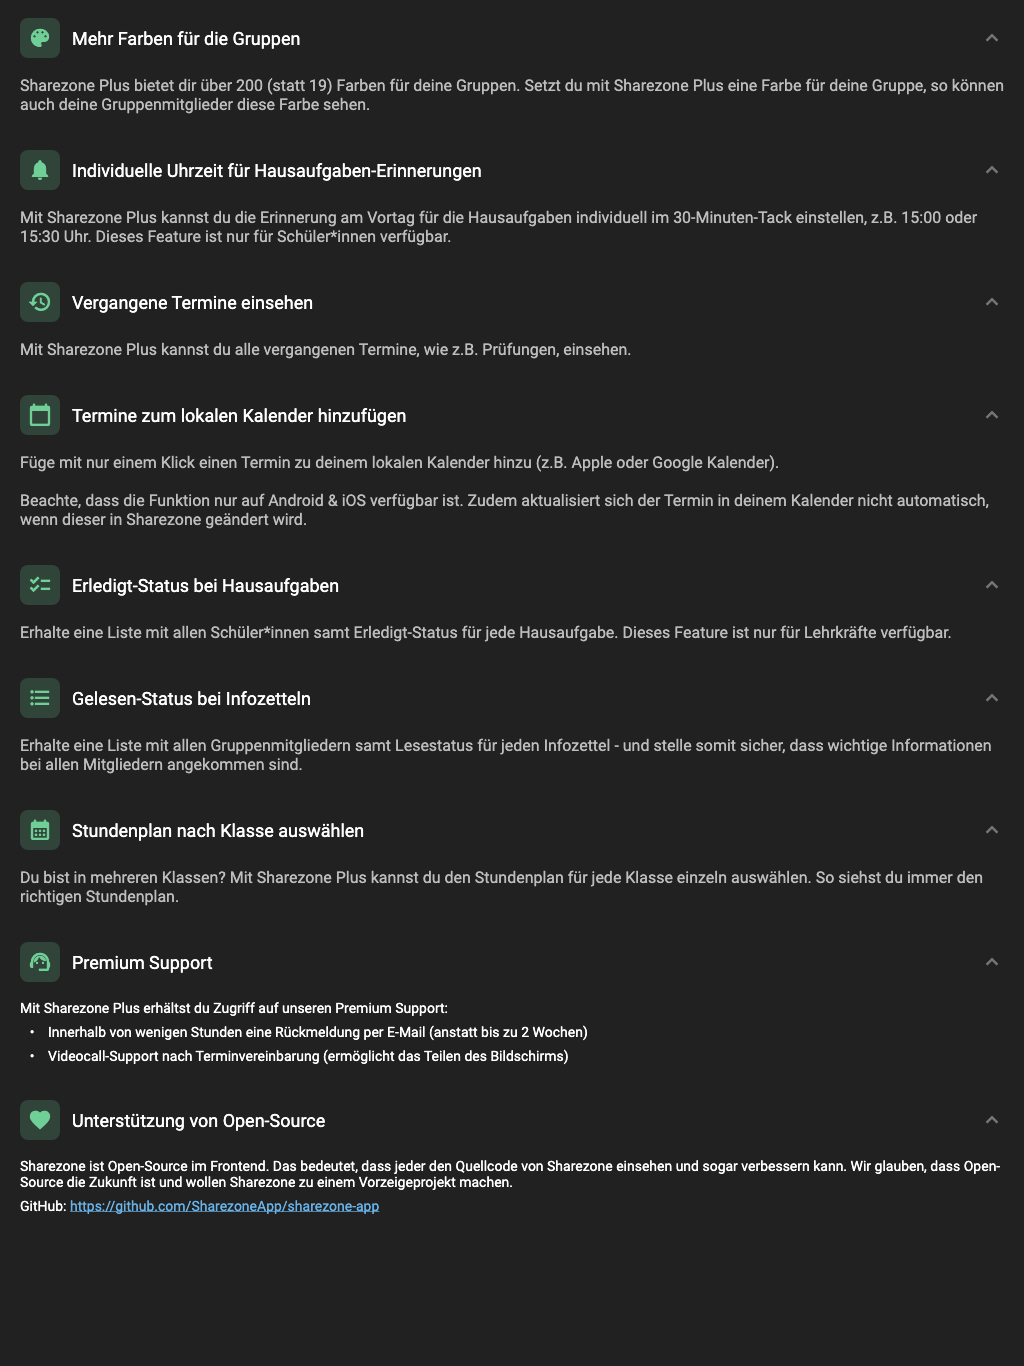 Mehr Farben für die Gruppen
Sharezone Plus bietet dir über 200 (statt 19) Farben für deine Gruppen. Setzt du mit Sharezone Plus eine Farbe für deine Gruppe, so können
auch deine Gruppenmitglieder diese Farbe sehen.
Individuelle Uhrzeit für Hausaufgaben-Erinnerungen
Mit Sharezone Plus kannst du die Erinnerung am Vortag für die Hausaufgaben individuell im 30-Minuten-Tack einstellen, z.B. 15:00 oder
15:30 Uhr. Dieses Feature ist nur für Schüler*innen verfügbar.
Vergangene Termine einsehen
Mit Sharezone Plus kannst du alle vergangenen Termine, wie z.B. Prüfungen, einsehen.
Termine zum lokalen Kalender hinzufügen
Füge mit nur einem Klick einen Termin zu deinem lokalen Kalender hinzu (z.B. Apple oder Google Kalender).
Beachte, dass die Funktion nur auf Android & iOS verfügbar ist. Zudem aktualisiert sich der Termin in deinem Kalender nicht automatisch,
wenn dieser in Sharezone geändert wird.
Erledigt-Status bei Hausaufgaben
Erhalte eine Liste mit allen Schüler*innen samt Erledigt-Status für jede Hausaufgabe. Dieses Feature ist nur für Lehrkräfte verfügbar.
Gelesen-Status bei Infozetteln
Erhalte eine Liste mit allen Gruppenmitgliedern samt Lesestatus für jeden Infozettel - und stelle somit sicher, dass wichtige Informationen
bei allen Mitgliedern angekommen sind.
Stundenplan nach Klasse auswählen
Du bist in mehreren Klassen? Mit Sharezone Plus kannst du den Stundenplan für jede Klasse einzeln auswählen. So siehst du immer den
richtigen Stundenplan.
Premium Support
Mit Sharezone Plus erhältst du Zugriff auf unseren Premium Support:
• Innerhalb von wenigen Stunden eine Rückmeldung per E-Mail (anstatt bis zu 2 Wochen)
• Videocall-Support nach Terminvereinbarung (ermöglicht das Teilen des Bildschirms)
Unterstützung von Open-Source
Sharezone ist Open-Source im Frontend. Das bedeutet, dass jeder den Quellcode von Sharezone einsehen und sogar verbessern kann. Wir glauben, dass Open-
Source die Zukunft ist und wollen Sharezone zu einem Vorzeigeprojekt machen.
GitHub: https://github.com/SharezoneApp/sharezone-app